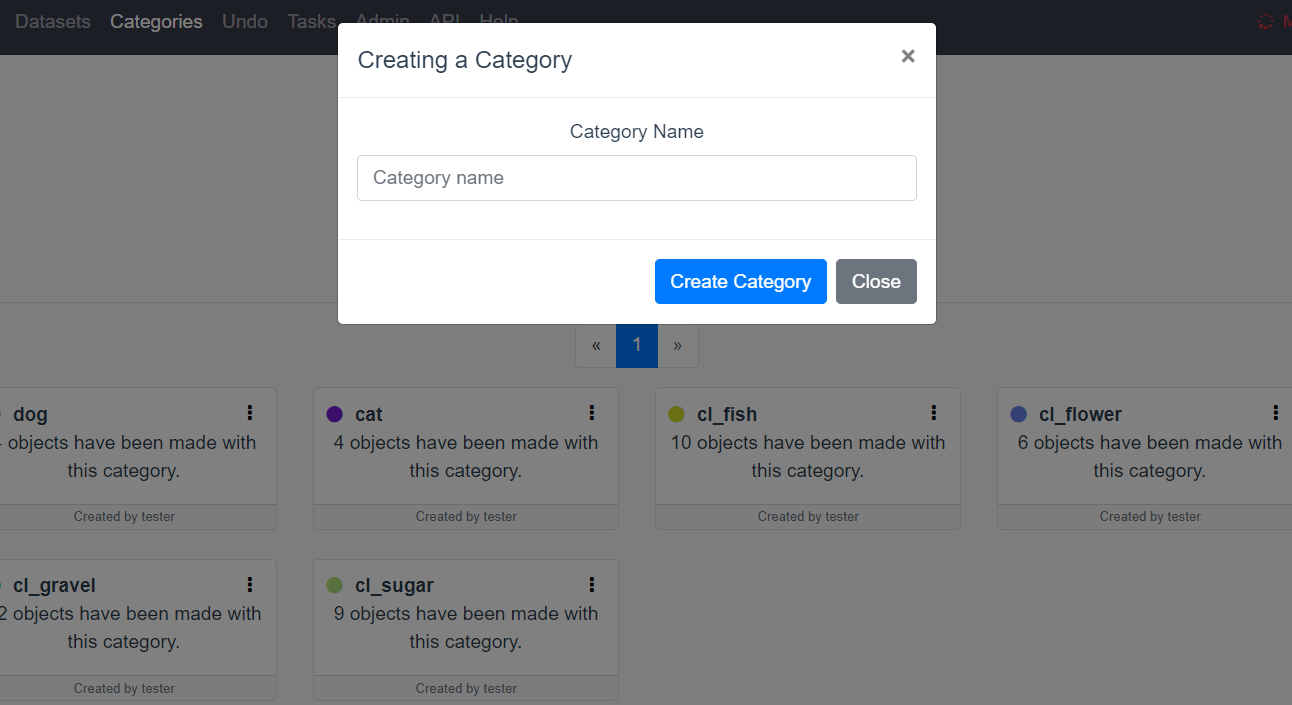 Datasets Categories Undo Tasks Admin API Help
Creating a Category ×
Category Name
Category name
Create Category Close
« 1 »
dog
objects have been made with
this category.
Created by tester
cat
4 objects have been made with
this category.
Created by tester
cl_fish
10 objects have been made with
this category.
Created by tester
cl_flower
6 objects have been made with
this category.
Created by tester
cl_gravel
2 objects have been made with
this category.
Created by tester
cl_sugar
9 objects have been made with
this category.
Created by tester